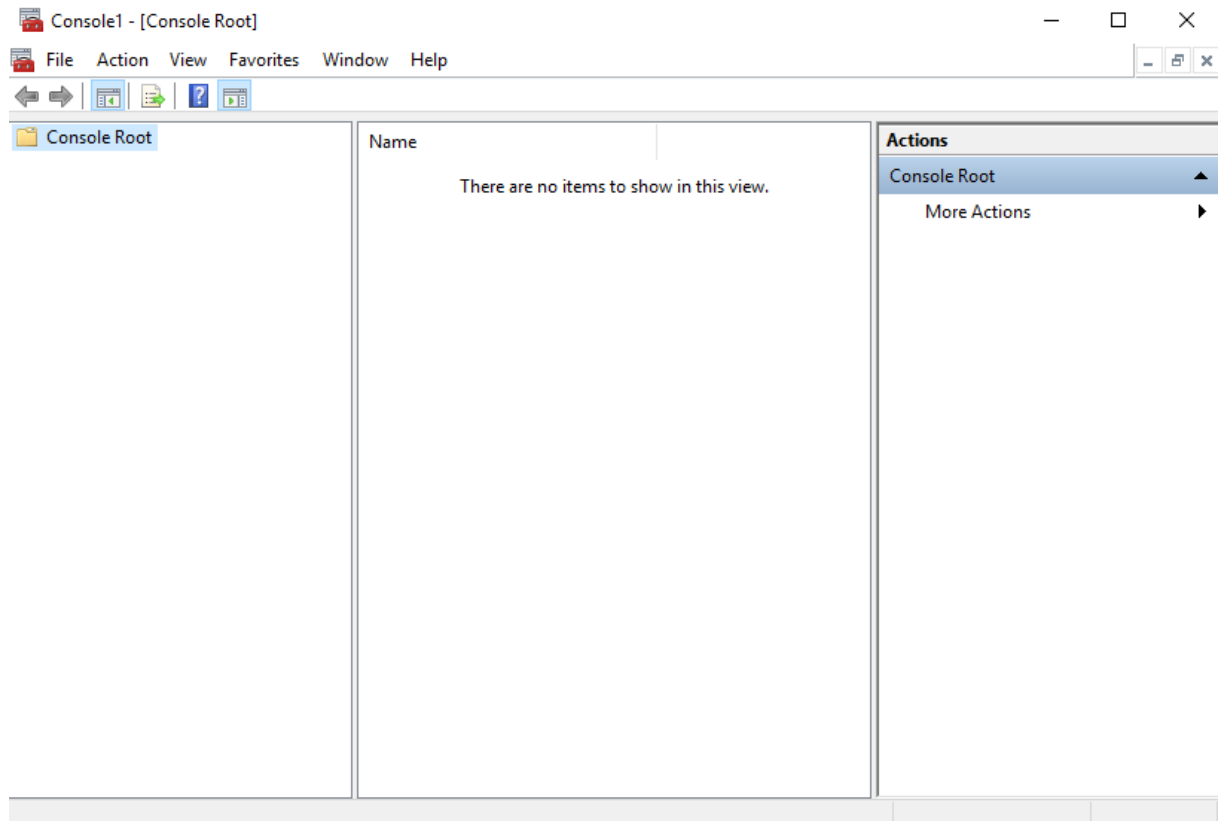 Console1 - [Console Root]
File Action View Favorites Window Help
Console Root
Name
There are no items to show in this view.
Actions
Console Root
More Actions